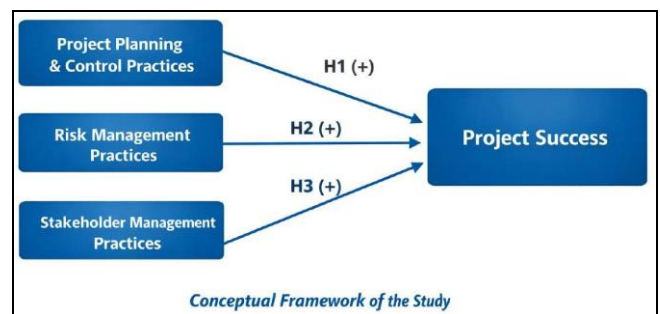 Project Planning
& Control Practices
H1 (+)
Risk Management
Practices
H2 (+)
Project Success
H3 (+)
Stakeholder Management
Practices
Conceptual Framework of the Study